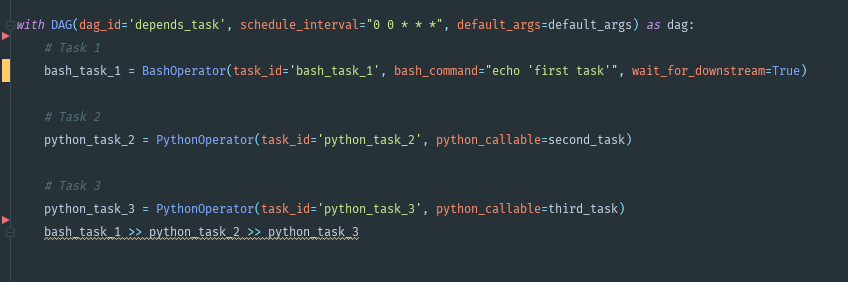 with DAG(dag_id='depends_task', schedule_interval="0 0 * * *", default_args=default_args) as dag:
# Task 1
bash_task_1 = BashOperator(task_id='bash_task_1', bash_command="echo 'first task'", wait_for_downstream=True)
# Task 2
python_task_2 = PythonOperator(task_id='python_task_2', python_callable=second_task)
# Task 3
python_task_3 = PythonOperator(task_id='python_task_3', python_callable=third_task)
bash_task_1 >> python_task_2 >> python_task_3